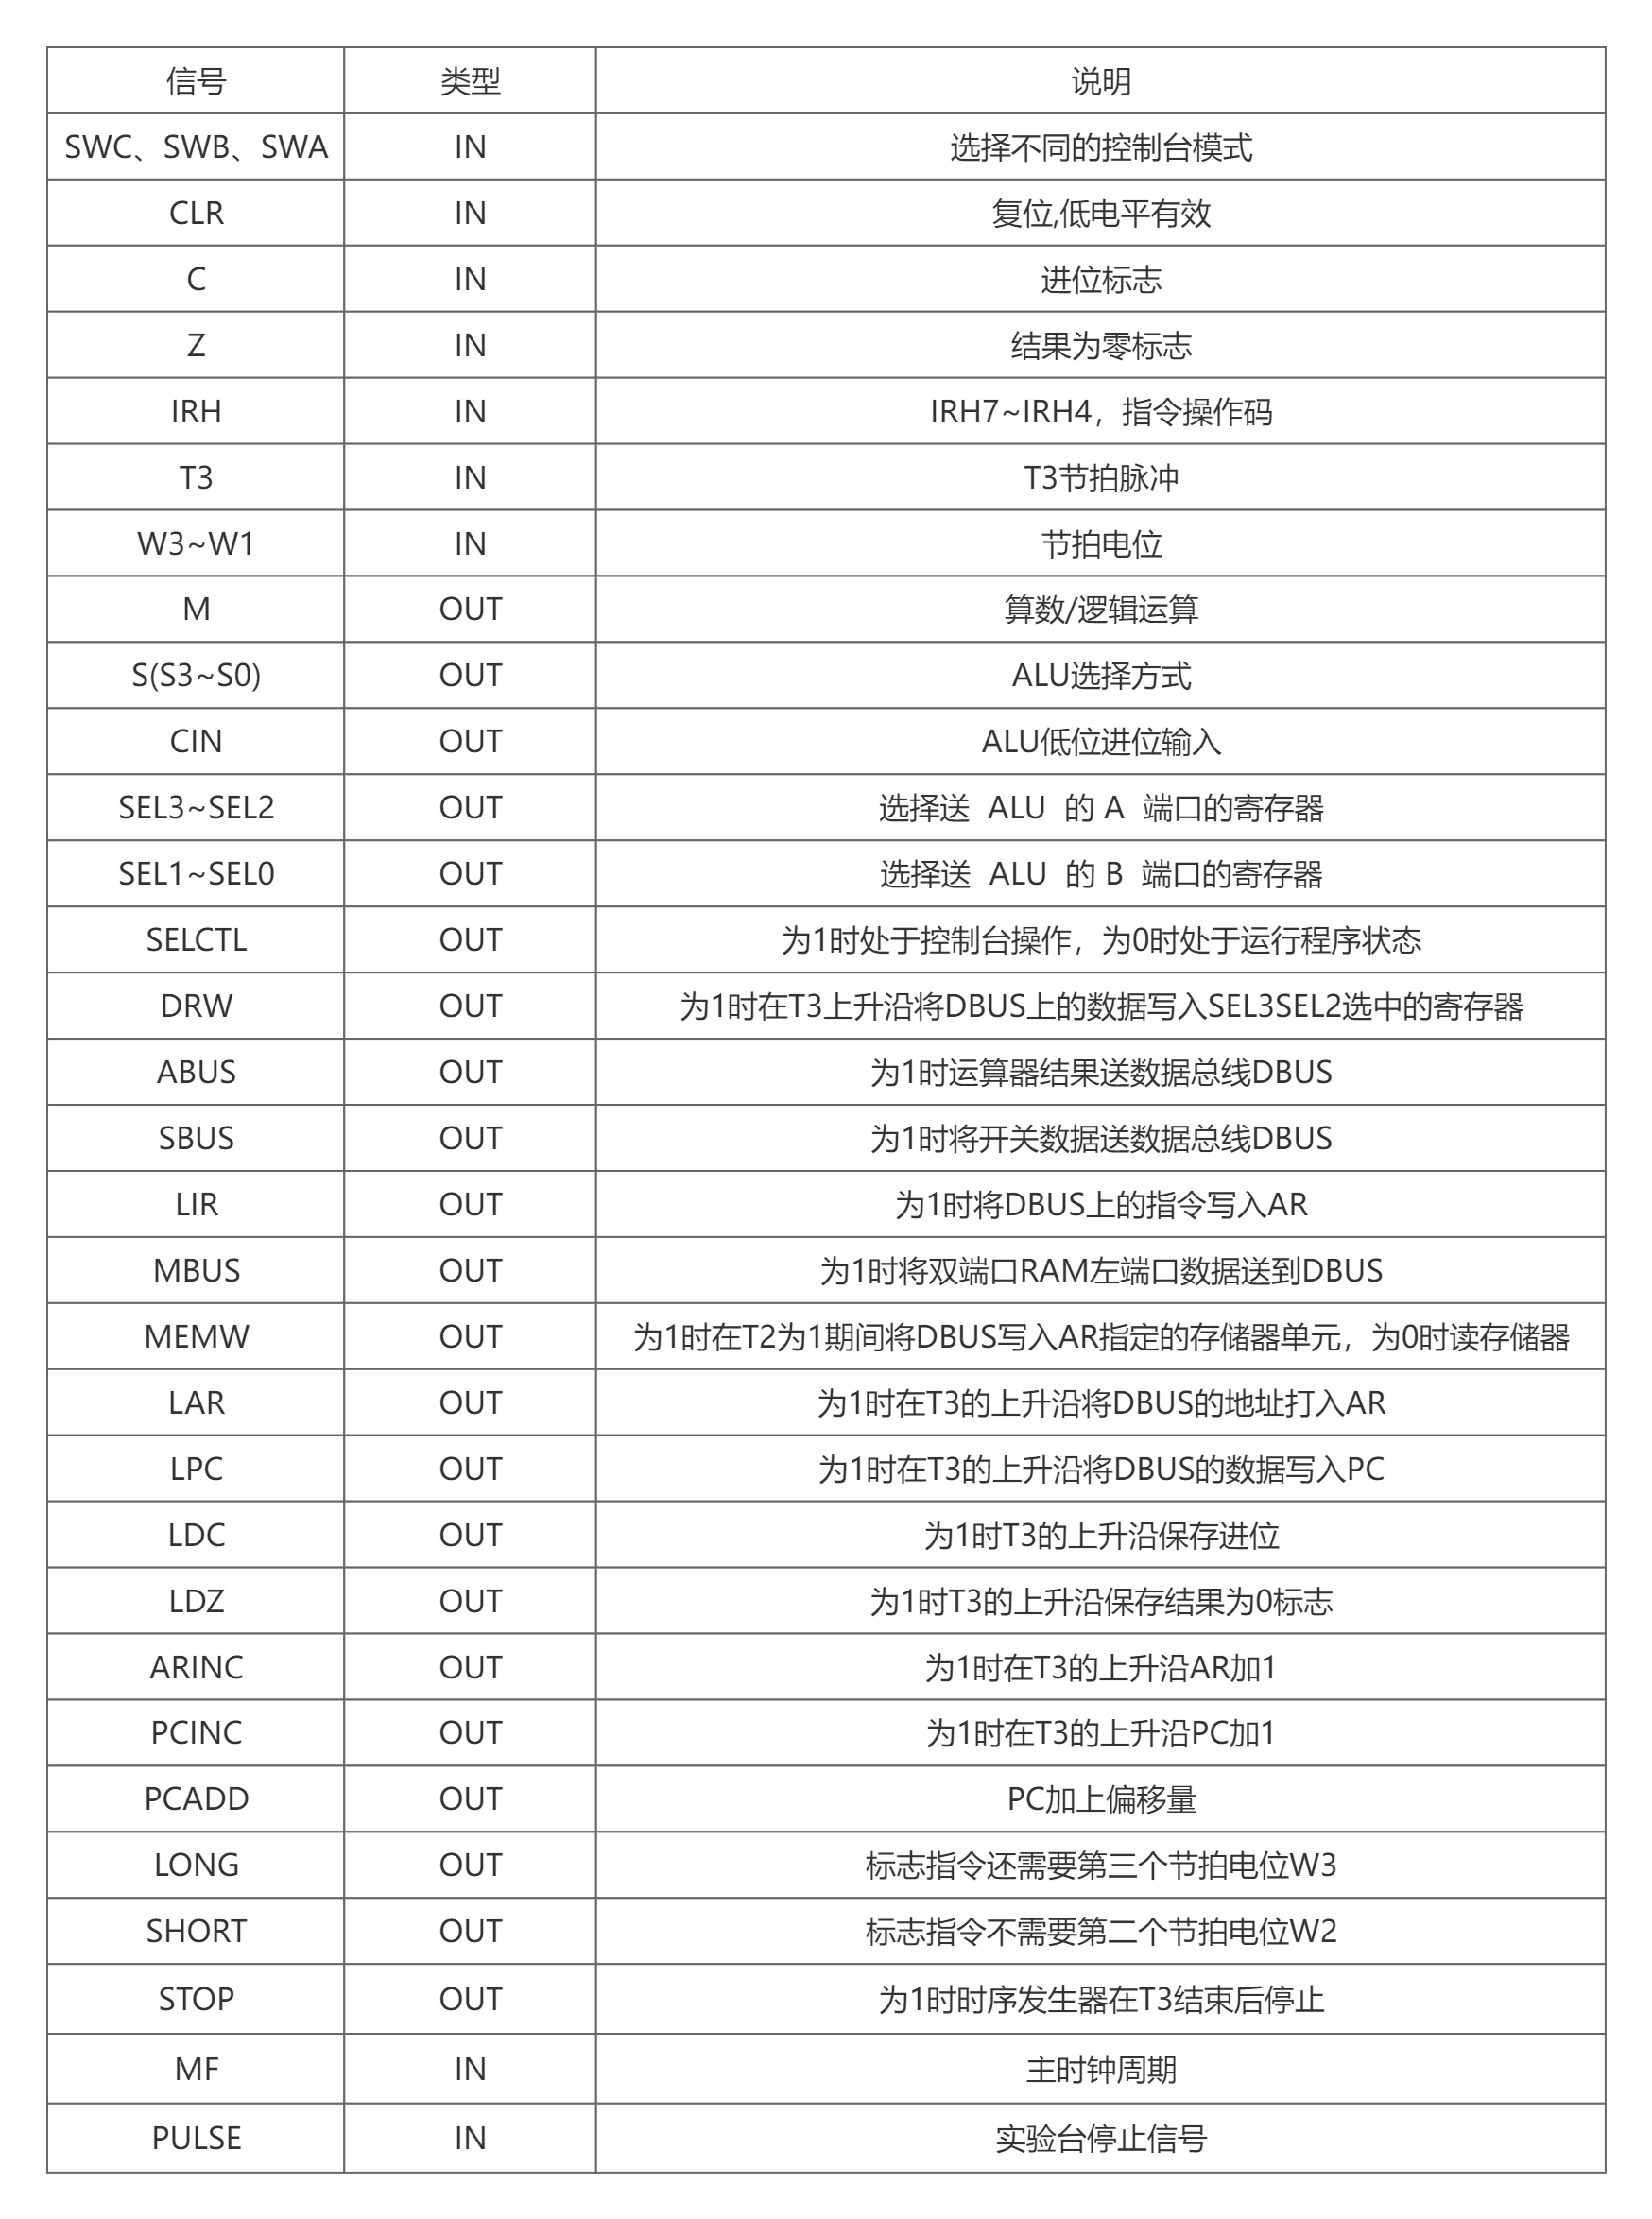 信号 类型 说明
SWC、SWB、SWA IN 选择不同的控制台模式
CLR IN 复位,低电平有效
C IN 进位标志
Z IN 结果为零标志
IRH IN IRH7~IRH4，指令操作码
T3 IN T3节拍脉冲
W3~W1 IN 节拍电位
M OUT 算数/逻辑运算
S(S3~S0) OUT ALU选择方式
CIN OUT ALU低位进位输入
SEL3~SEL2 OUT 选择送 ALU 的 A 端口的寄存器
SEL1~SEL0 OUT 选择送 ALU 的 B 端口的寄存器
SELCTL OUT 为1时处于控制台操作，为0时处于运行程序状态
DRW OUT 为1时在T3上升沿将DBUS上的数据写入SEL3SEL2选中的寄存器
ABUS OUT 为1时运算器结果送数据总线DBUS
SBUS OUT 为1时将开关数据送数据总线DBUS
LIR OUT 为1时将DBUS上的指令写入AR
MBUS OUT 为1时将双端口RAM左端口数据送到DBUS
MEMW OUT 为1时在T2为1期间将DBUS写入AR指定的存储器单元，为0时读存储器
LAR OUT 为1时在T3的上升沿将DBUS的地址打入AR
LPC OUT 为1时在T3的上升沿将DBUS的数据写入PC
LDC OUT 为1时T3的上升沿保存进位
LDZ OUT 为1时T3的上升沿保存结果为0标志
ARINC OUT 为1时在T3的上升沿AR加1
PCINC OUT 为1时在T3的上升沿PC加1
PCADD OUT PC加上偏移量
LONG OUT 标志指令还需要第三个节拍电位W3
SHORT OUT 标志指令不需要第二个节拍电位W2
STOP OUT 为1时时序发生器在T3结束后停止
MF IN 主时钟周期
PULSE IN 实验台停止信号